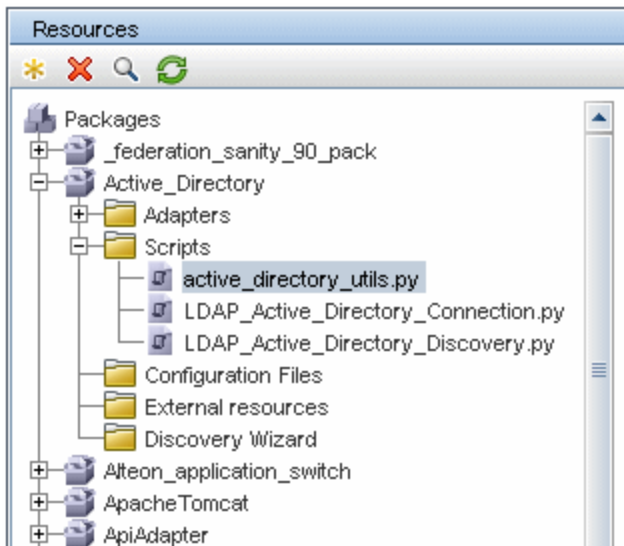 Resources
Packages
_federation_sanity_90_pack
Active_Directory
Adapters
Scripts
active_directory_utils.py
LDAP_Active_Directory_Connection.py
LDAP_Active_Directory_Discovery.py
Configuration Files
External resources
Discovery Wizard
Alteon_application_switch
ApacheTomcat
ApiAdapter